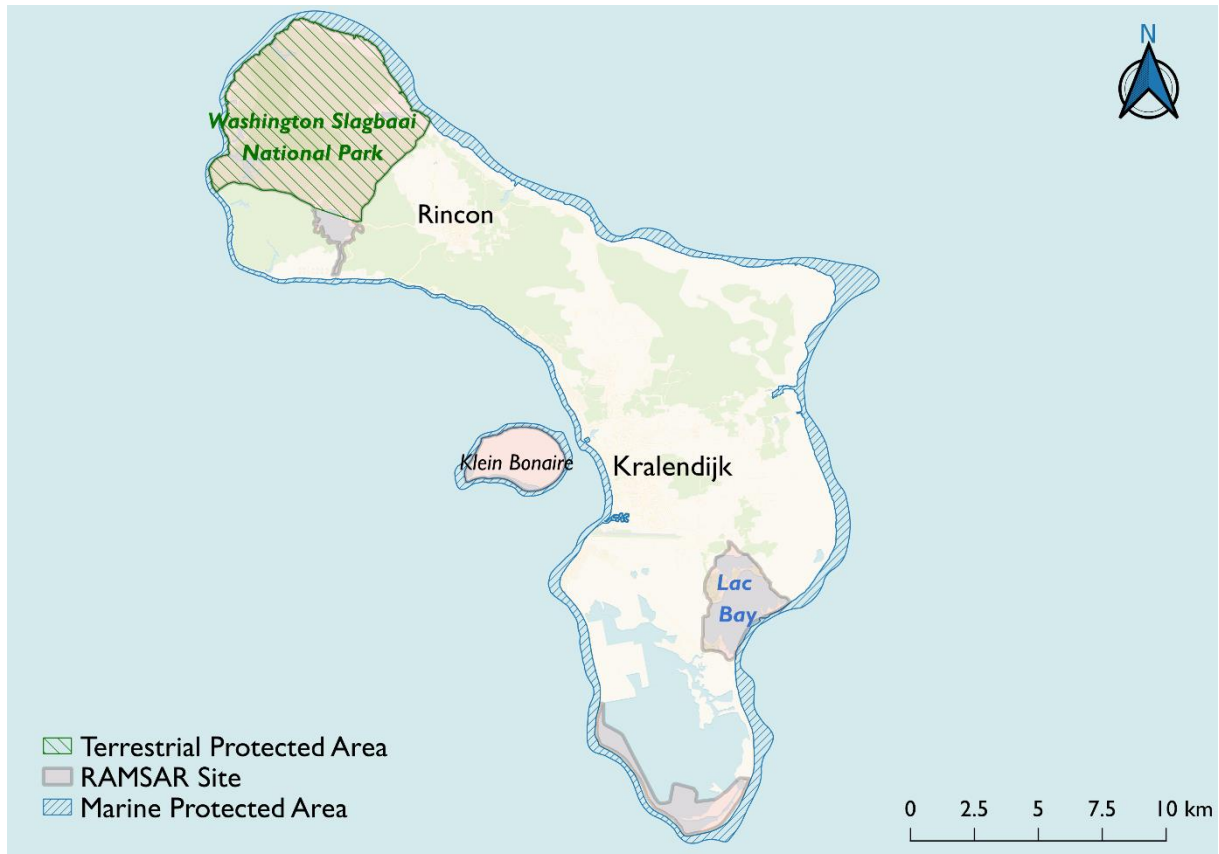 N
Washington Slagbaai
National Park
Rincon
Klein Bonaire
Kralendijk
Lac
Bay
Terrestrial Protected Area
RAMSAR Site
Marine Protected Area
0 2.5 5 7.5 10 km